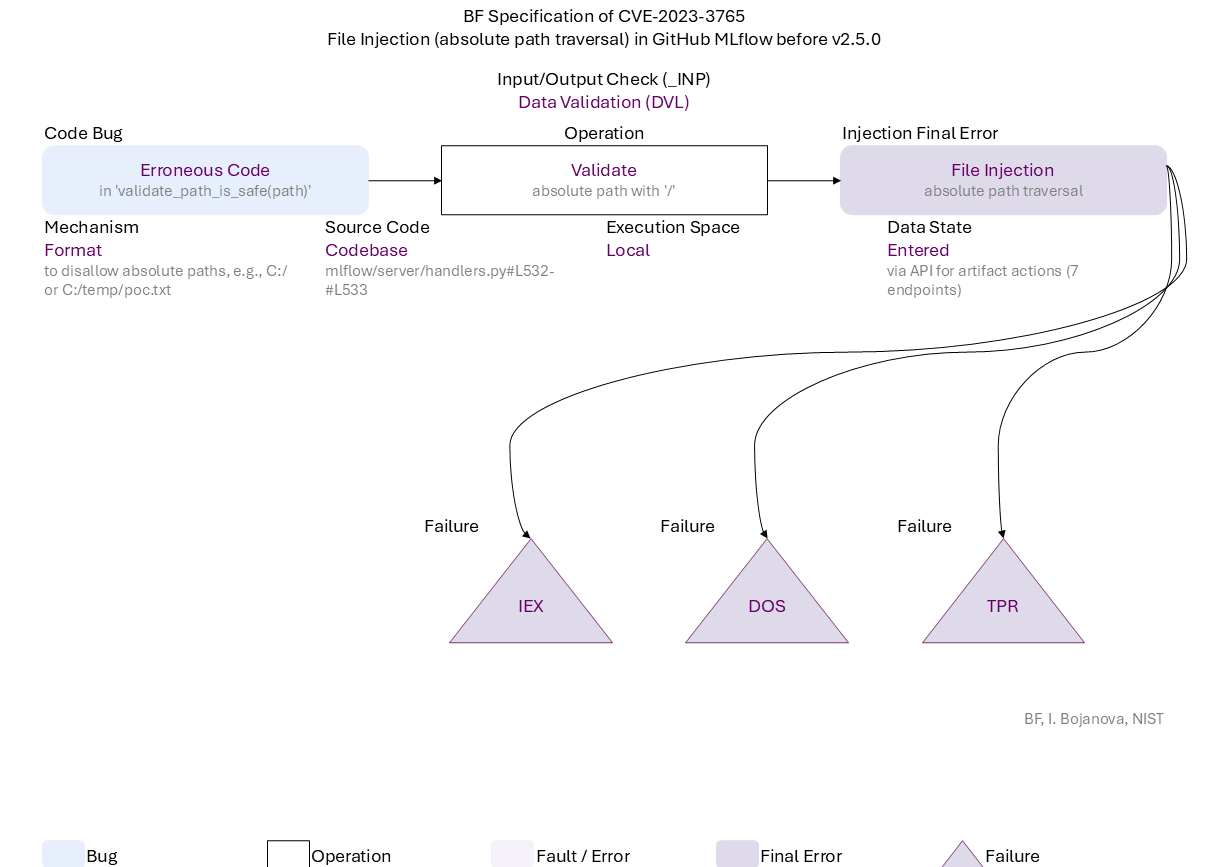 BF Specification of CVE-2023-3765
File Injection (absolute path traversal) in GitHub MLflow before v2.5.0
Input/Output Check (_INP)
Data Validation (DVL)
Code Bug
Operation
Injection Final Error
Erroneous Code
in 'validate_path_is_safe(path)'
Validate
absolute path with '/'
File Injection
absolute path traversal
Mechanism
Format
to disallow absolute paths, e.g., C:/
or C:/temp/poc.txt
Source Code
Codebase
mlflow/server/handlers.py#L532-
#L533
Execution Space
Local
Data State
Entered
via API for artifact actions (7
endpoints)
Failure
Failure
Failure
IEX
DOS
TPR
BF, I. Bojanova, NIST
Bug
Operation
Fault / Error
Final Error
Failure